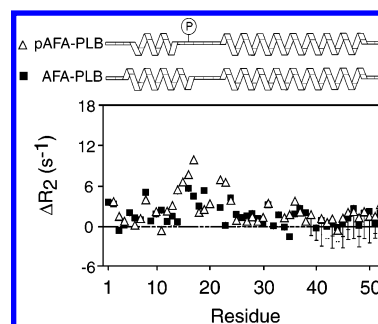 P
△ pAFA-PLB
■ AFA-PLB
18
12
6
0
-6
ΔR₂ (s⁻¹)
1 10 20 30 40 50
Residue